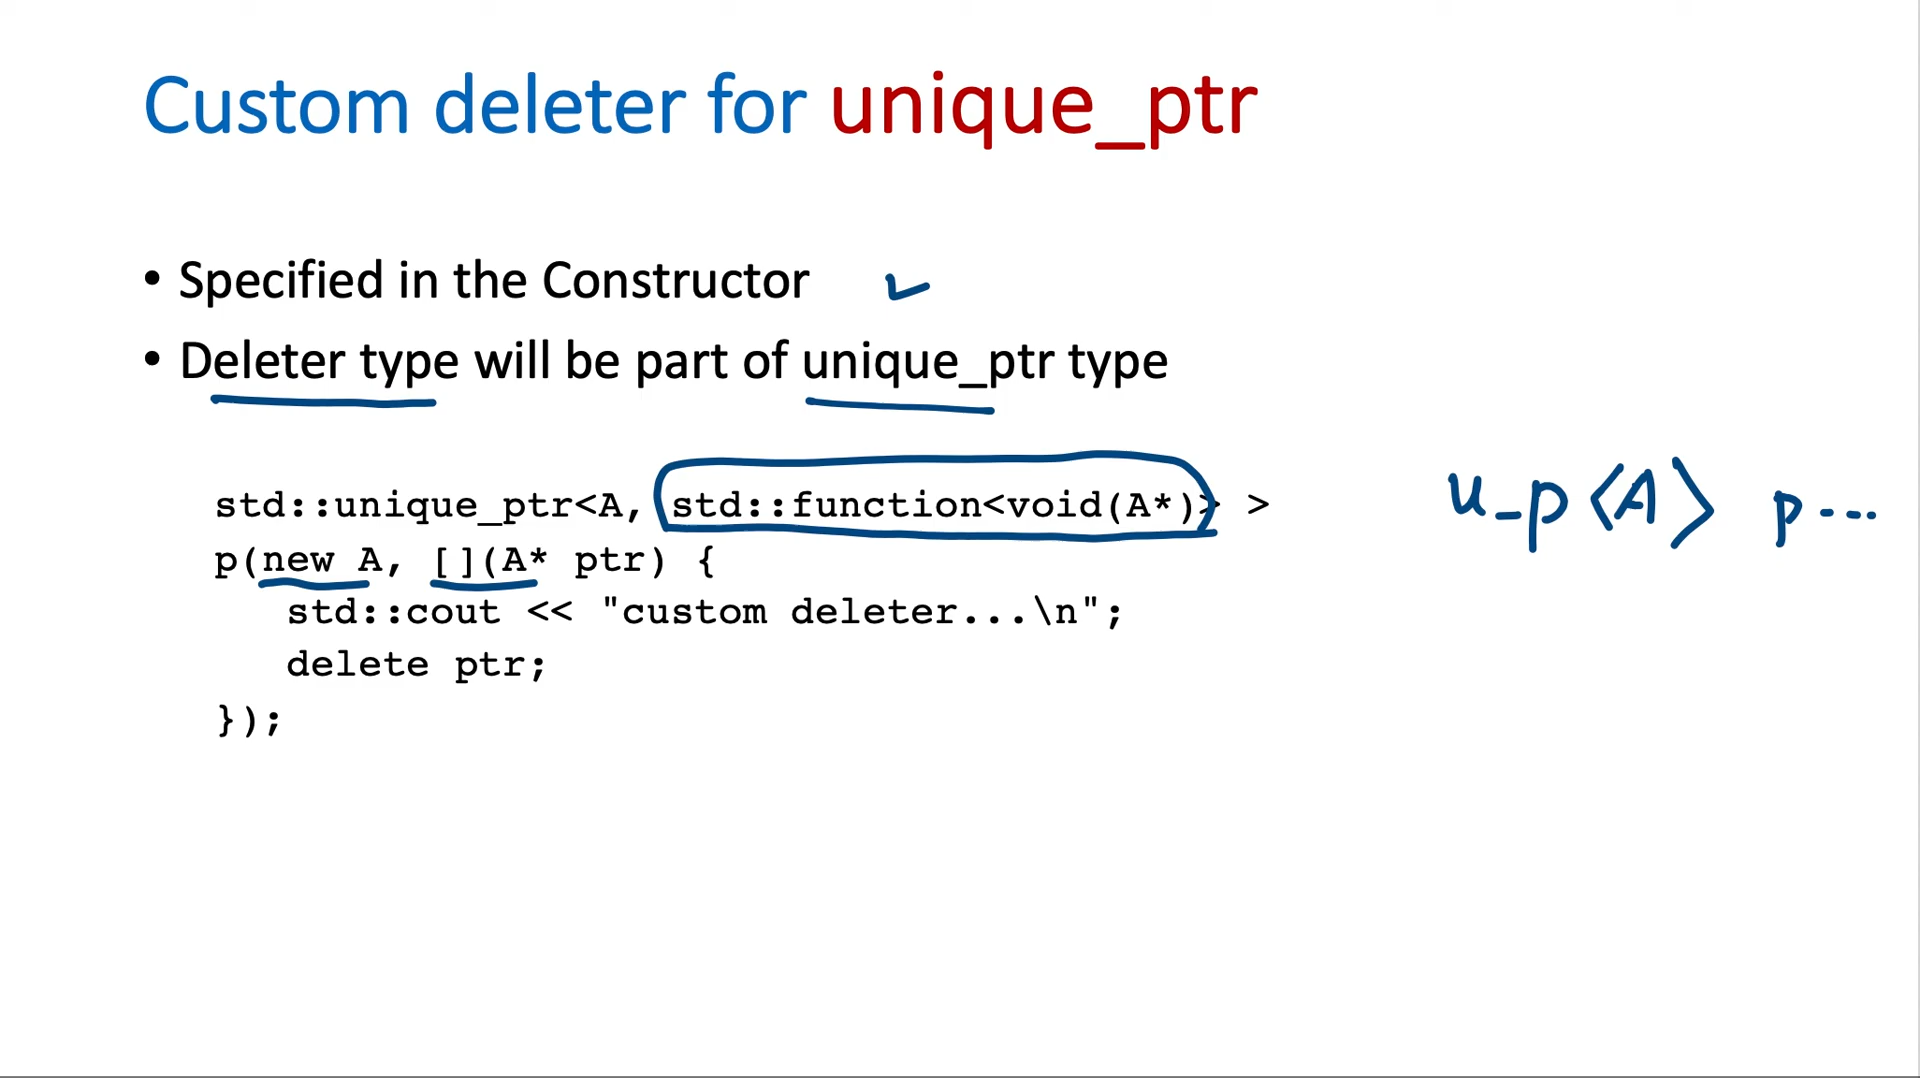 Custom deleter for unique_ptr
• Specified in the Constructor
• Deleter type will be part of unique_ptr type
std::unique_ptr<A, std::function<void(A*)> >
u_p<A> p---
p(new A, [](A* ptr) {
std::cout << "custom deleter...\n";
delete ptr;
});